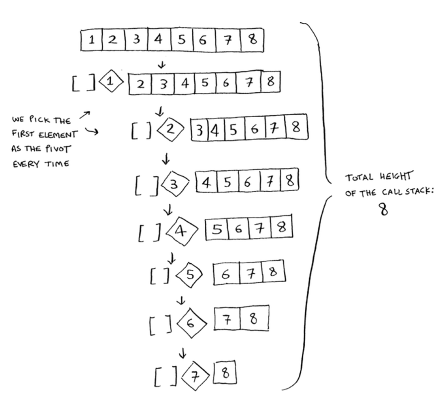 1 2 3 4 5 6 7 8
[ ] 1 2 3 4 5 6 7 8
WE PICK THE
FIRST ELEMENT
AS THE PIVOT
EVERY TIME
[ ] 2 3 4 5 6 7 8
[ ] 3 4 5 6 7 8
[ ] 4 5 6 7 8
[ ] 5 6 7 8
[ ] 6 7 8
[ ] 7 8
TOTAL HEIGHT
OF THE CALL STACK:
8